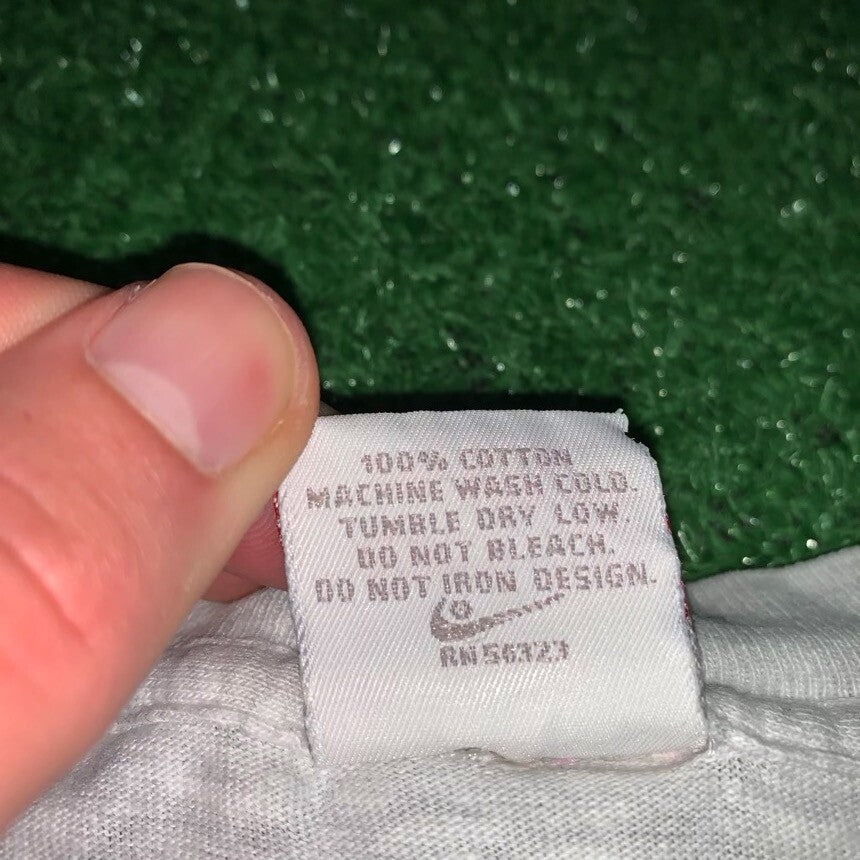 100% COTTON
MACHINE WASH COLD.
TUMBLE DRY LOW.
DO NOT BLEACH.
DO NOT IRON DESIGN.
®
RN 56323